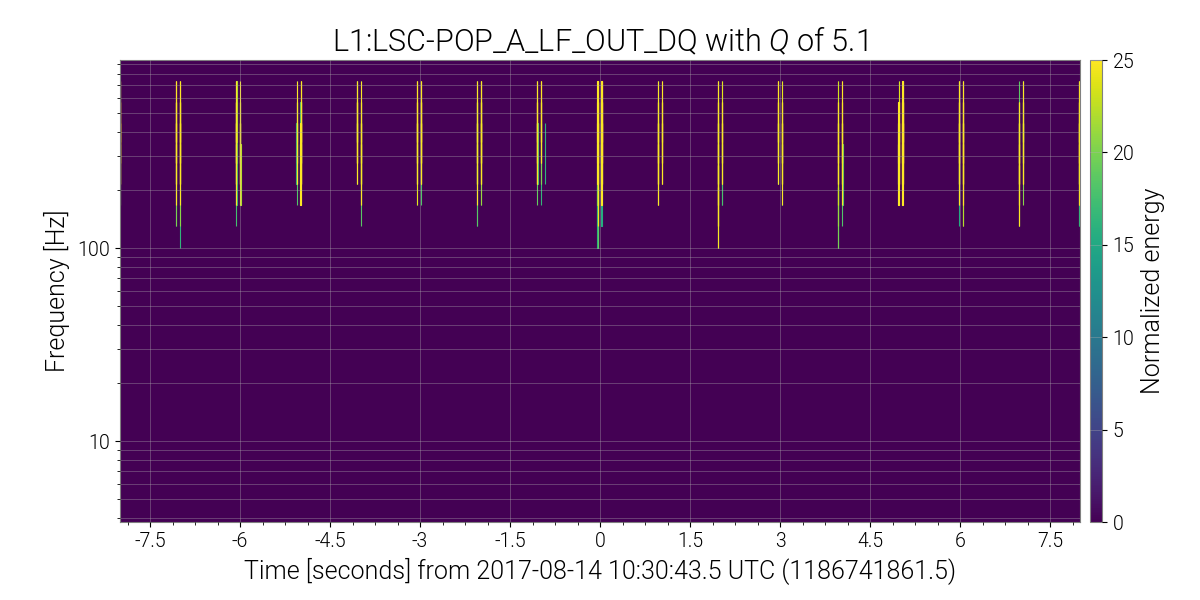 L1:LSC-POP_A_LF_OUT_DQ with Q of 5.1
25
20
15
10
5
0
Normalized energy
Frequency [Hz]
100
10
-7.5 -6 -4.5 -3 -1.5 0 1.5 3 4.5 6 7.5
Time [seconds] from 2017-08-14 10:30:43.5 UTC (1186741861.5)